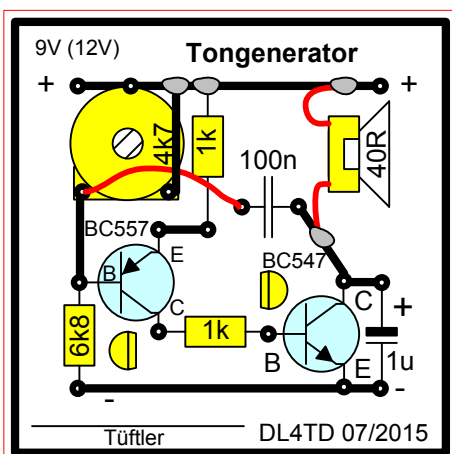 9V (12V) Tongenerator
+ +
4k7 1k 100n 40R
BC557 E BC547
B C
6k8 1k C +
B E 1u
- -
Tüftler DL4TD 07/2015